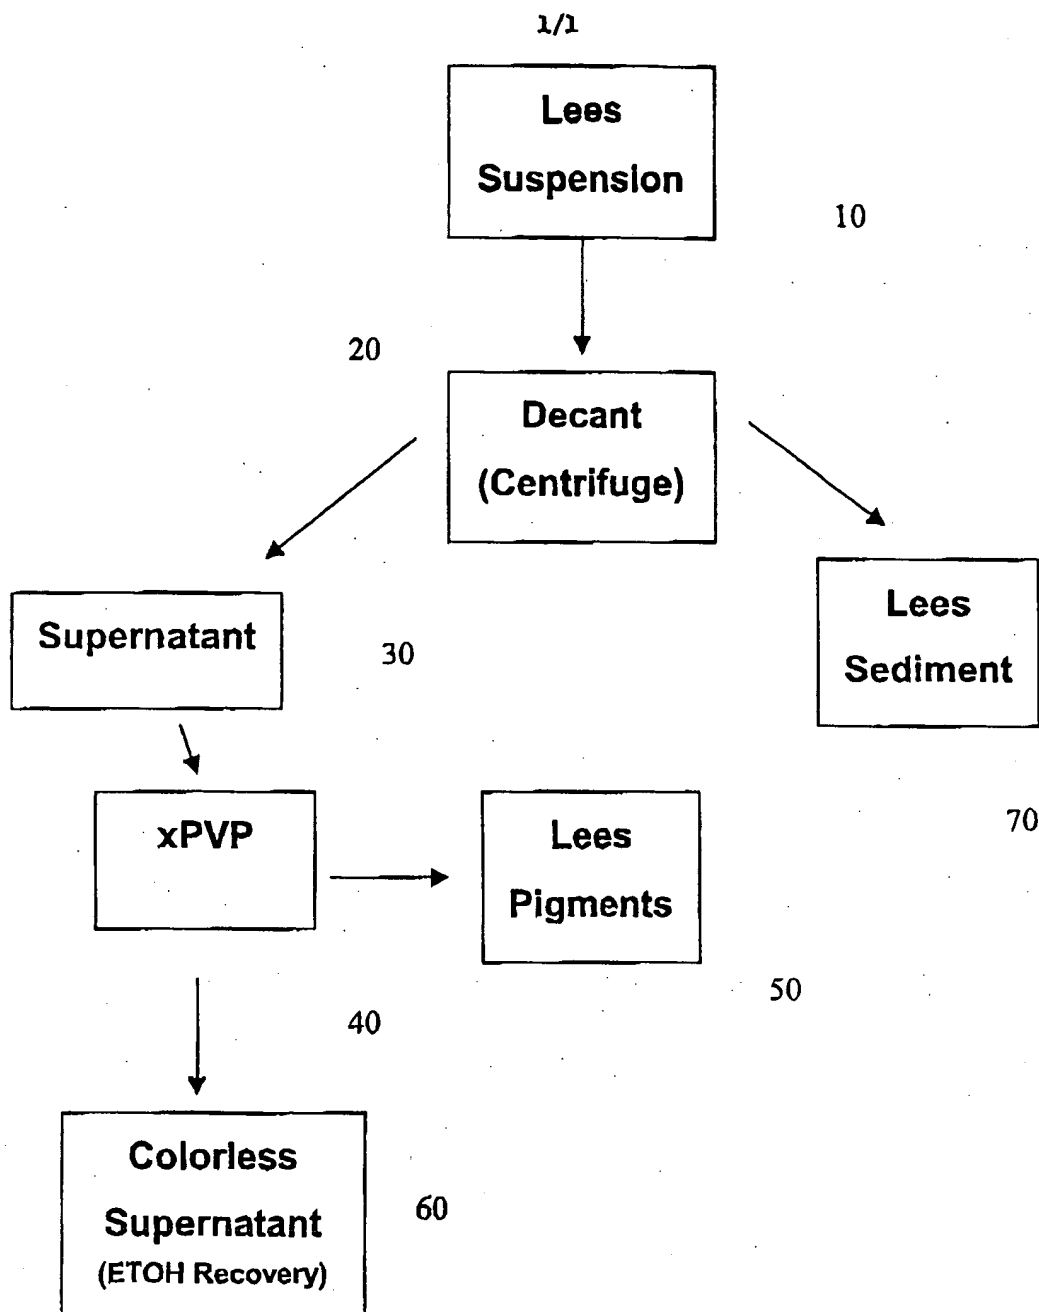 1/1
Lees
Suspension
10
20
Decant
(Centrifuge)
Supernatant
30
Lees
Sediment
70
xPVP
Lees
Pigments
50
40
Colorless
Supernatant
(ETOH Recovery)
60